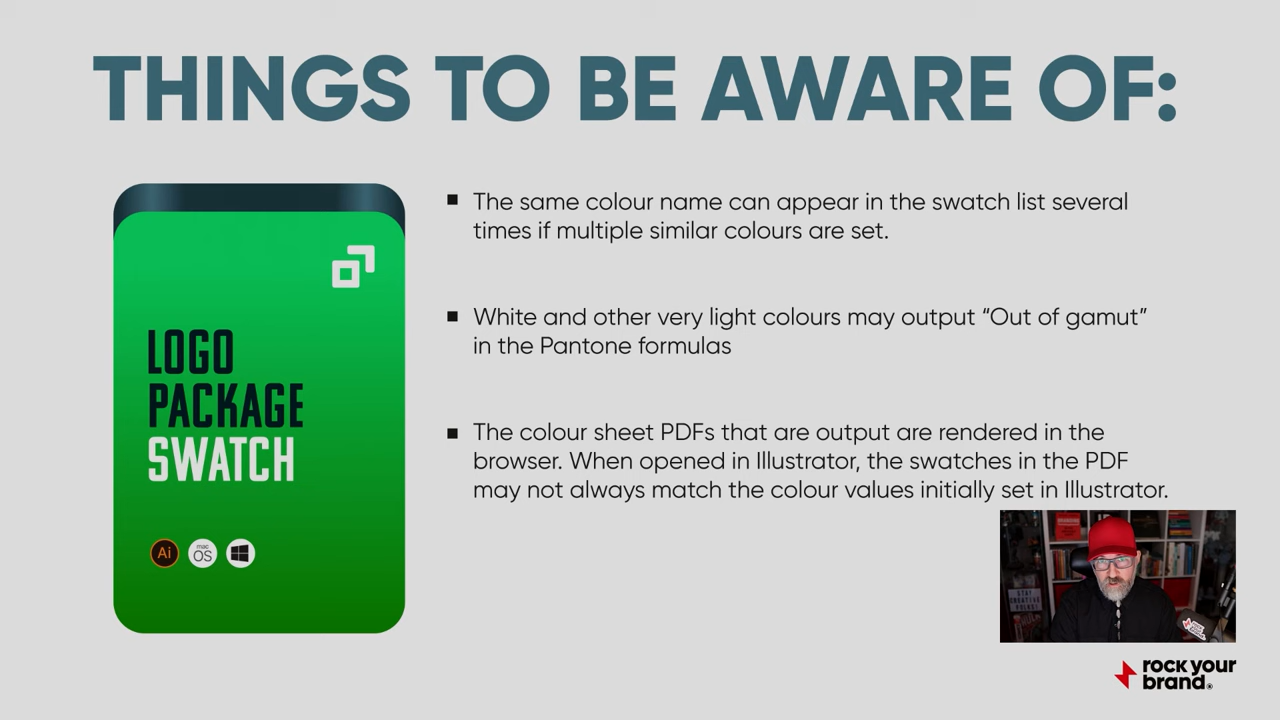 THINGS TO BE AWARE OF:
The same colour name can appear in the swatch list several
times if multiple similar colours are set.
White and other very light colours may output “Out of gamut”
in the Pantone formulas
The colour sheet PDFs that are output are rendered in the
browser. When opened in Illustrator, the swatches in the PDF
may not always match the colour values initially set in Illustrator.
LOGO
PACKAGE
SWATCH
Ai
mac
OS
STAY
CREATIVE
FOLKS!
rock your
brand.